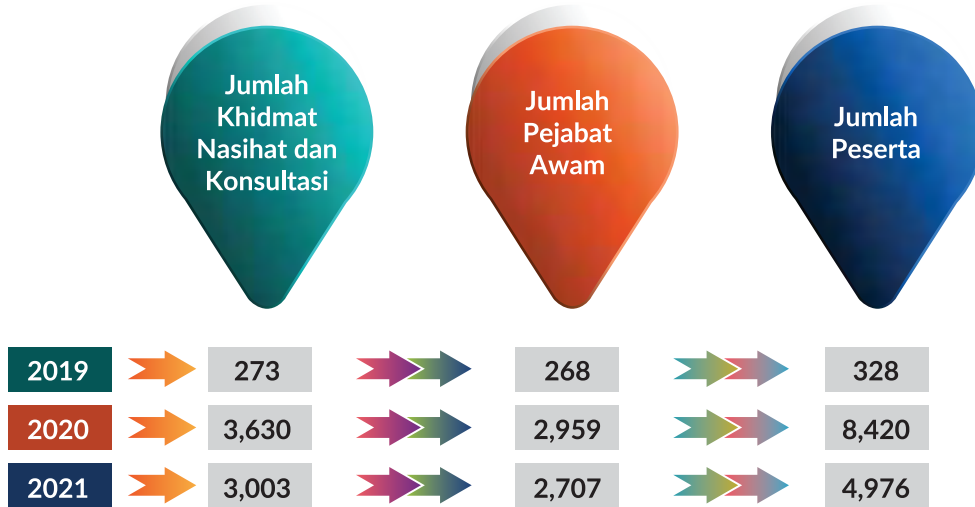 Jumlah
Khidmat
Nasihat dan
Konsultasi
Jumlah
Pejabat
Awam
Jumlah
Peserta
2019 273 268 328
2020 3,630 2,959 8,420
2021 3,003 2,707 4,976